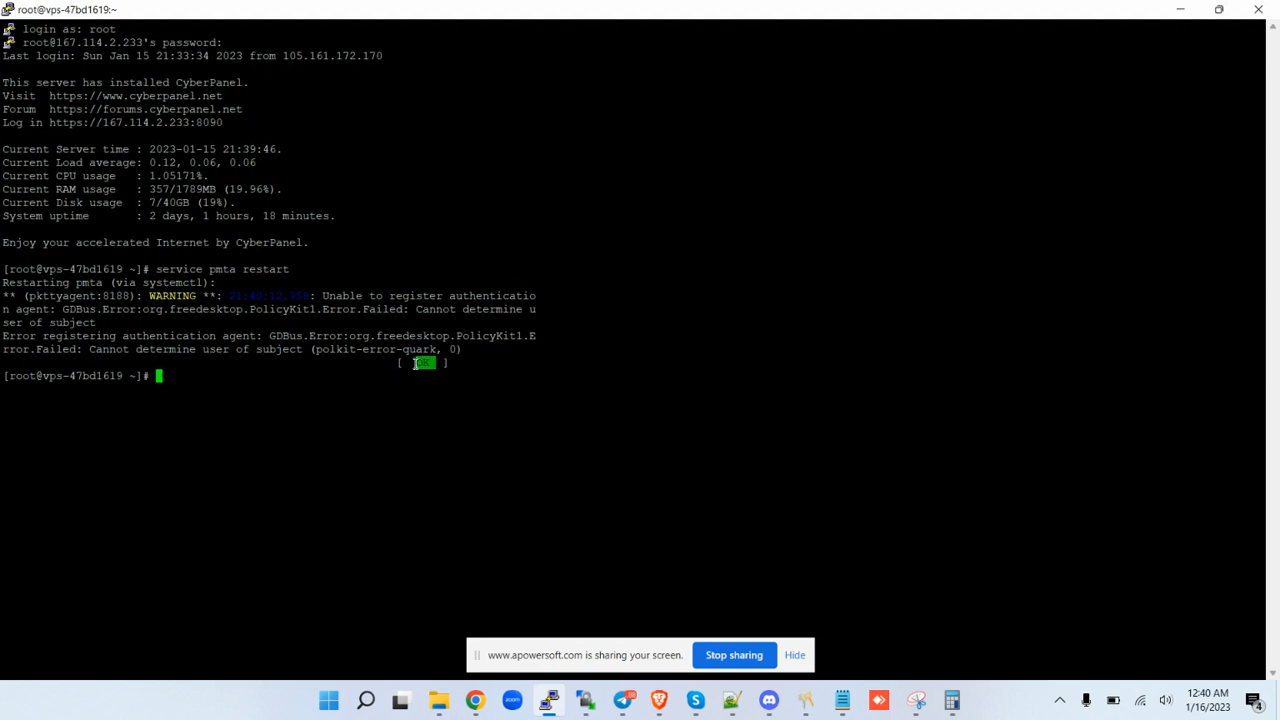 root@vps-47bd1619:~
login as: root
root@167.114.2.233's password:
Last login: Sun Jan 15 21:33:34 2023 from 105.161.172.170
This server has installed CyberPanel.
Visit  https://www.cyberpanel.net
Forum  https://forums.cyberpanel.net
Log in https://167.114.2.233:8090
Current Server time : 2023-01-15 21:39:46.
Current Load average: 0.12, 0.06, 0.06
Current CPU usage   : 1.05171%.
Current RAM usage   : 357/1789MB (19.96%).
Current Disk usage  : 7/40GB (19%).
System uptime       : 2 days, 1 hours, 18 minutes.
Enjoy your accelerated Internet by CyberPanel.
[root@vps-47bd1619 ~]# service pmta restart
Restarting pmta (via systemctl):
** (pkttyagent:8188): WARNING **: : Unable to register authenticatio
n agent: GDBus.Error:org.freedesktop.PolicyKit1.Error.Failed: Cannot determine u
ser of subject
Error registering authentication agent: GDBus.Error:org.freedesktop.PolicyKit1.E
rror.Failed: Cannot determine user of subject (polkit-error-quark, 0)
[ OK ]
[root@vps-47bd1619 ~]#
www.apowersoft.com is sharing your screen. Stop sharing Hide
12:40 AM
1/16/2023
4